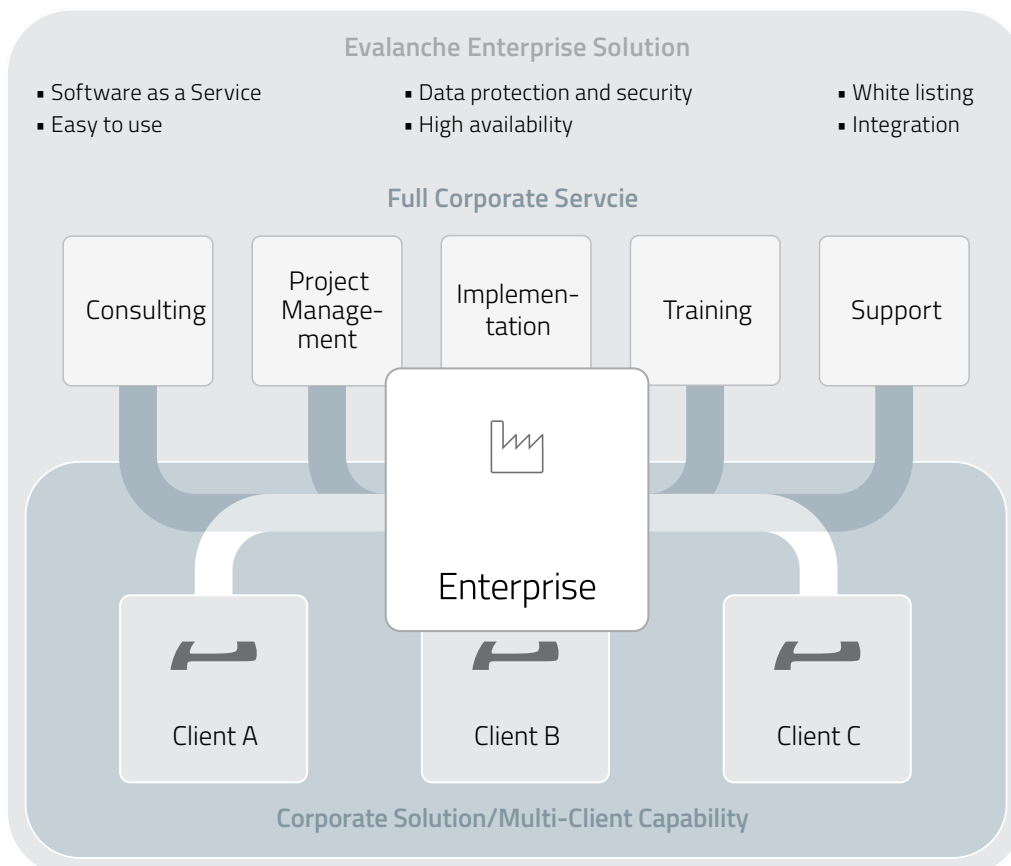 Evalanche Enterprise Solution
▪ Software as a Service
▪ Easy to use
▪ Data protection and security
▪ High availability
▪ White listing
▪ Integration
Full Corporate Servcie
Consulting
Project
Manage-
ment
Implemen-
tation
Training
Support
Enterprise
Client A
Client B
Client C
Corporate Solution/Multi-Client Capability